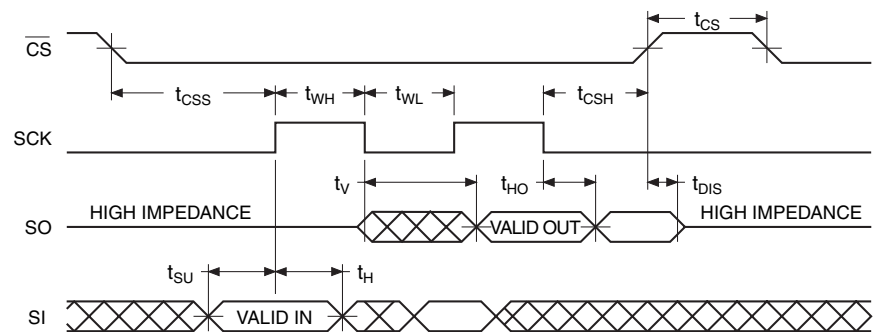 t_CS
CS
t_CSS t_WH t_WL t_CSH
SCK
t_V t_HO t_DIS
HIGH IMPEDANCE VALID OUT HIGH IMPEDANCE
SO
t_SU t_H
SI VALID IN